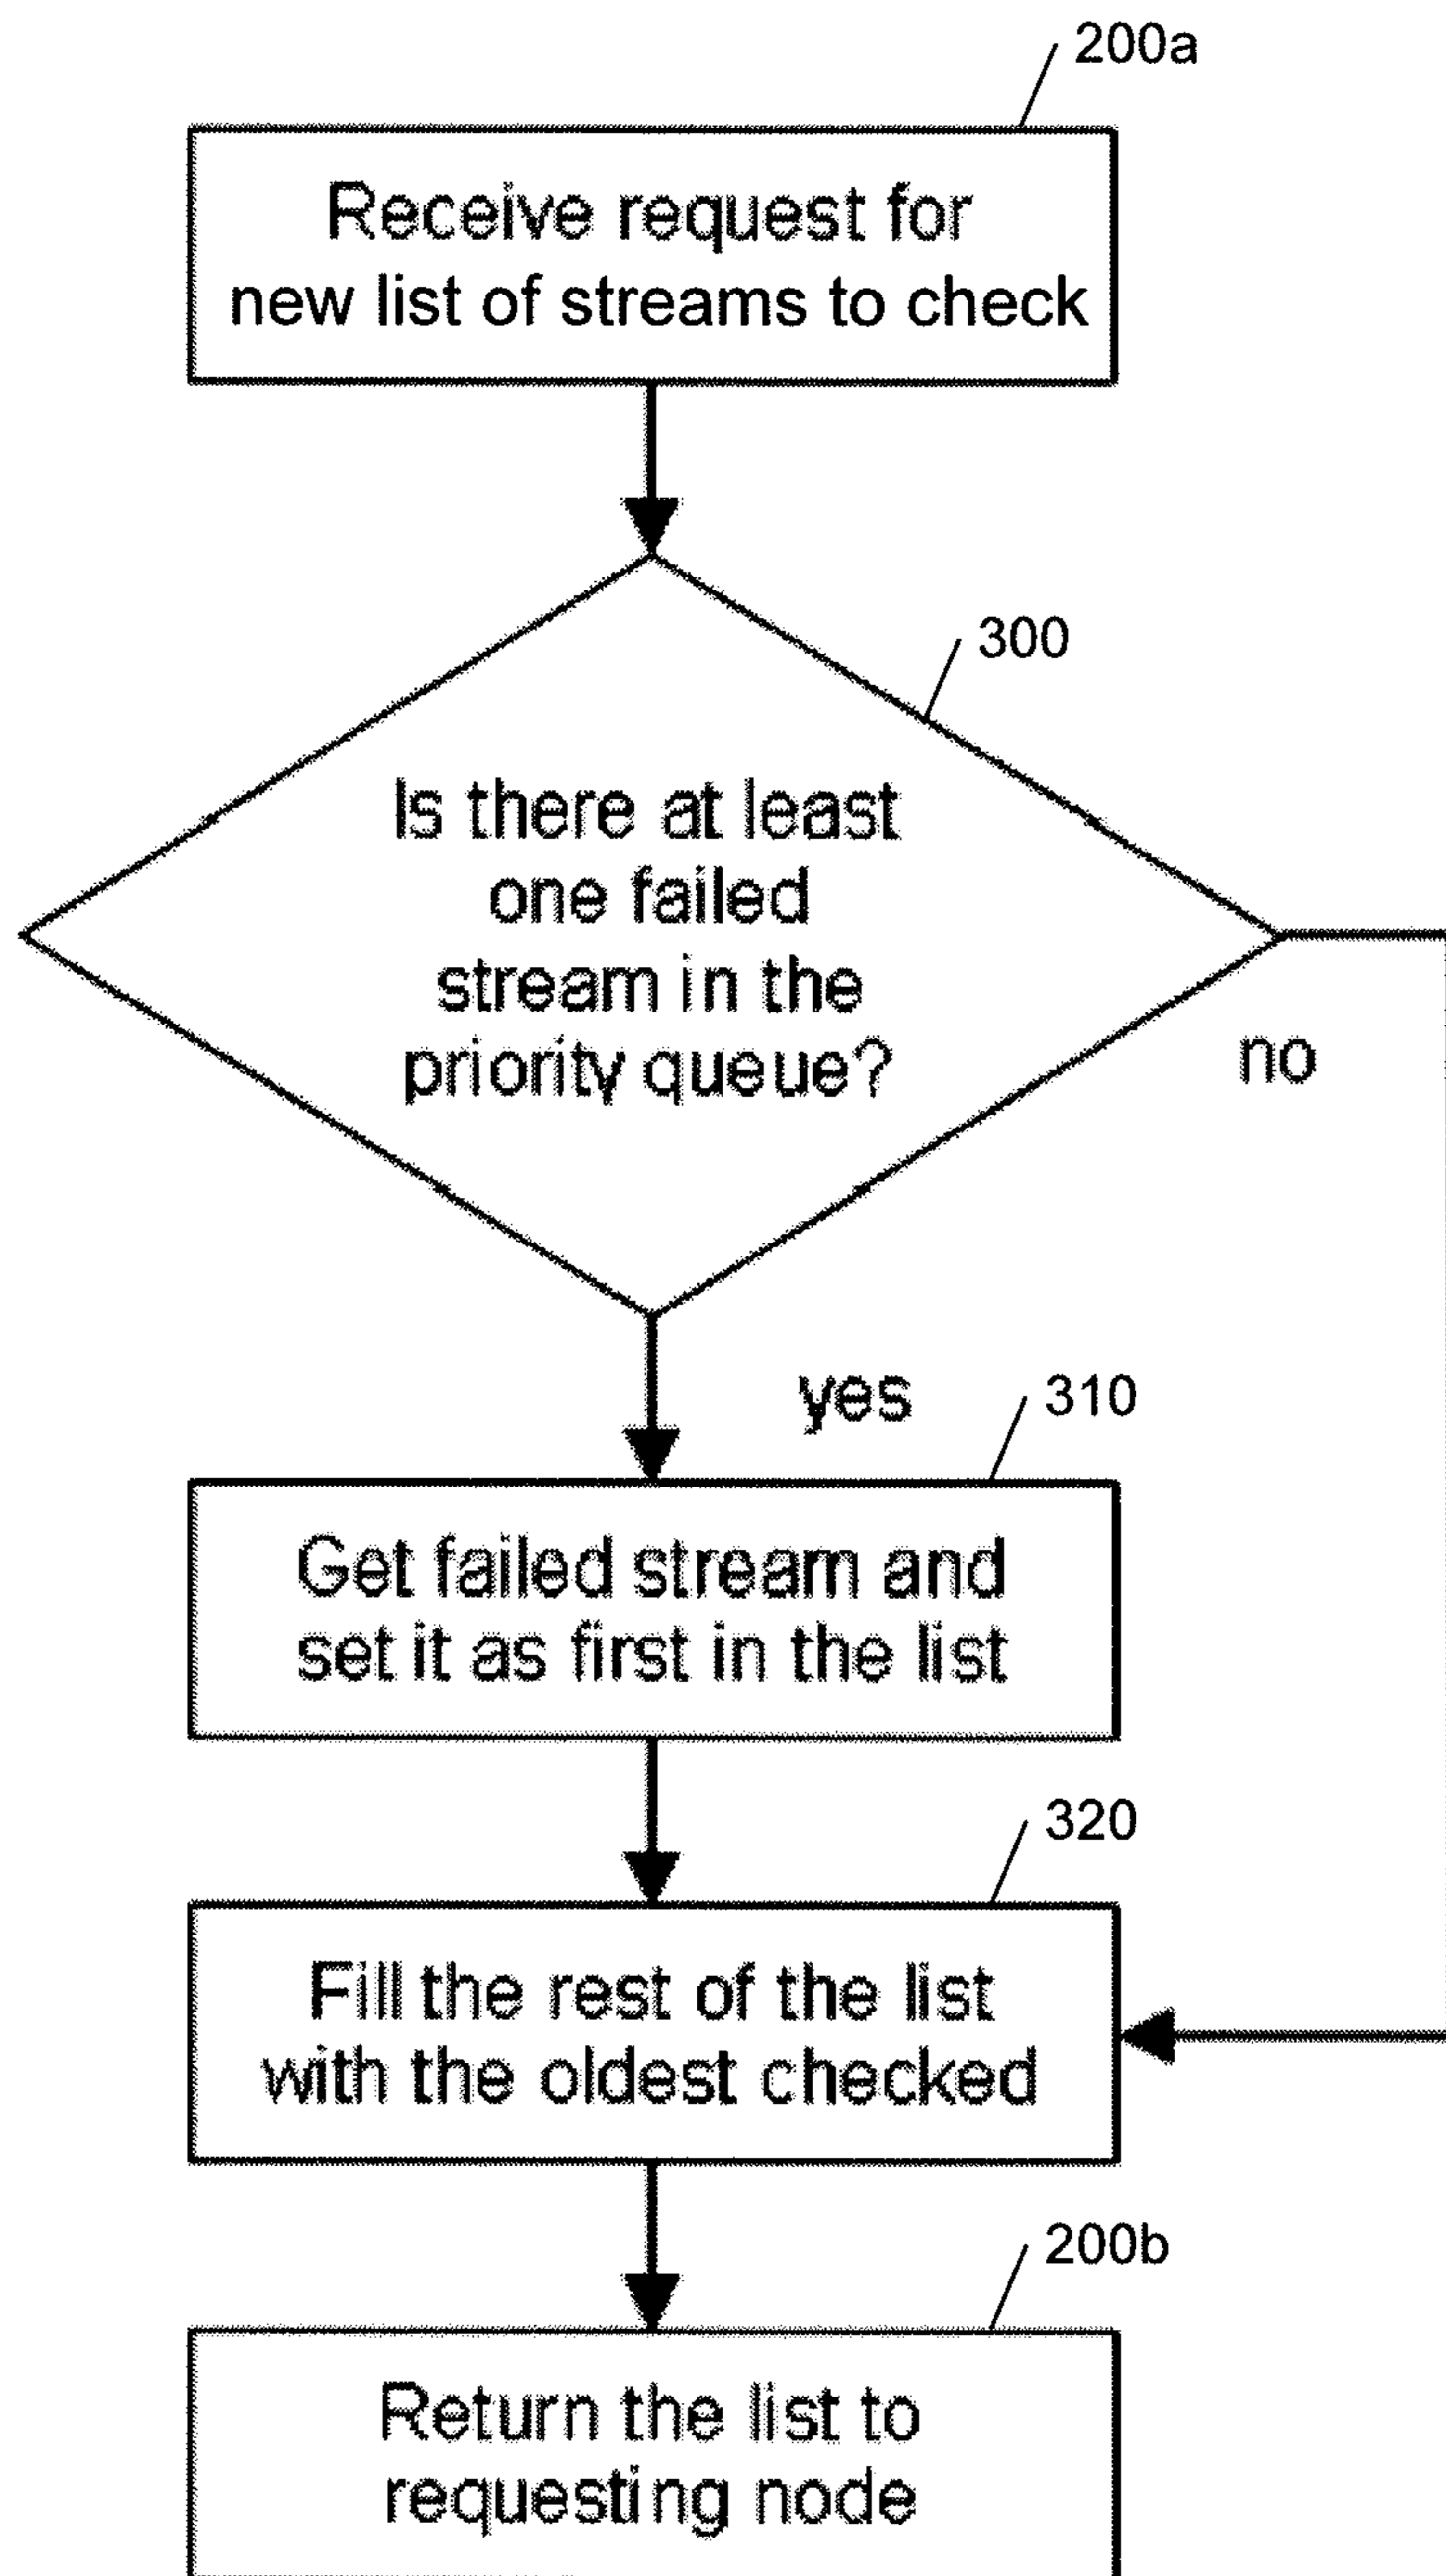 200a
Receive request for
new list of streams to check
300
Is there at least
one failed
stream in the
priority queue?
no
yes
310
Get failed stream and
set it as first in the list
320
Fill the rest of the list
with the oldest checked
200b
Return the list to
requesting node